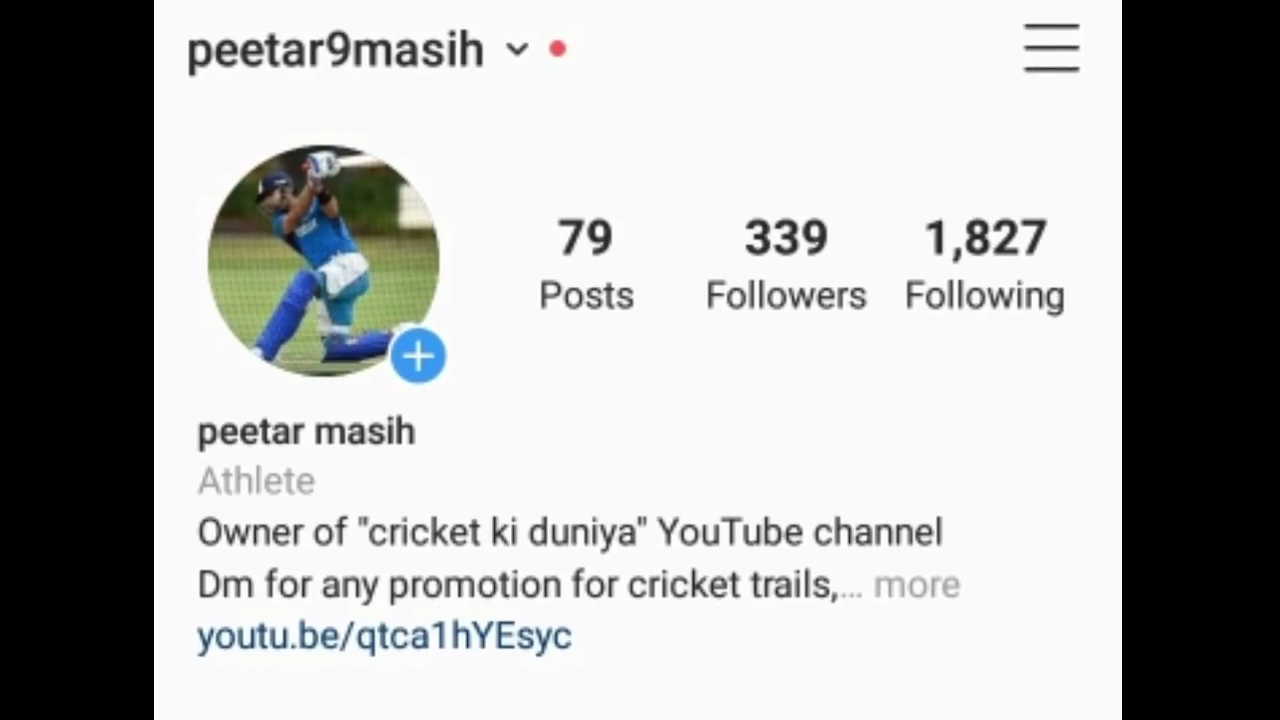 peetar9masih
79 339 1,827
Posts Followers Following
peetar masih
Athlete
Owner of "cricket ki duniya" YouTube channel
Dm for any promotion for cricket trails,... more
youtu.be/qtca1hYEsyc